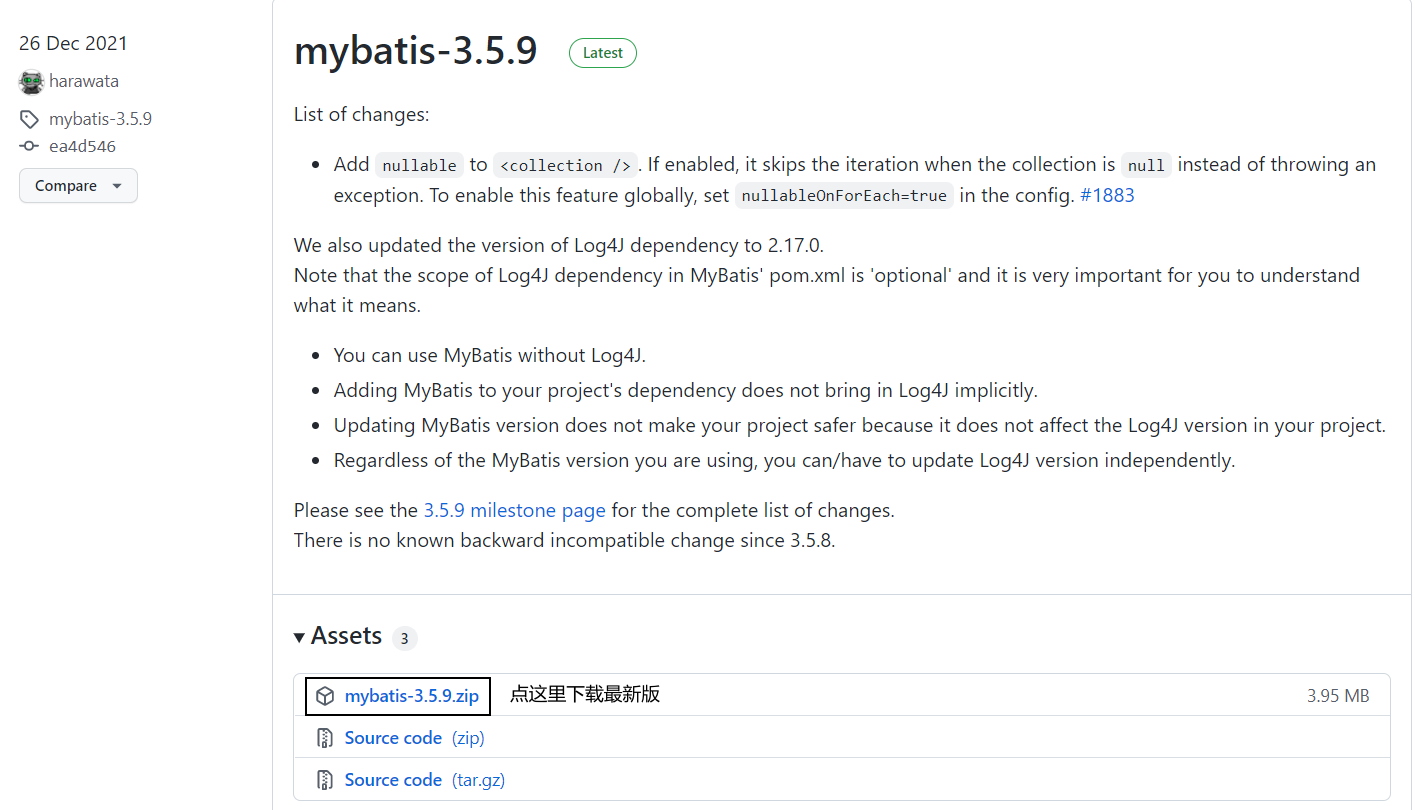 26 Dec 2021
harawata
mybatis-3.5.9
ea4d546
Compare
mybatis-3.5.9 Latest
List of changes:
Add nullable to <collection />. If enabled, it skips the iteration when the collection is null instead of throwing an
exception. To enable this feature globally, set nullableOnForEach=true in the config. #1883
We also updated the version of Log4J dependency to 2.17.0.
Note that the scope of Log4J dependency in MyBatis' pom.xml is 'optional' and it is very important for you to understand
what it means.
You can use MyBatis without Log4J.
Adding MyBatis to your project's dependency does not bring in Log4J implicitly.
Updating MyBatis version does not make your project safer because it does not affect the Log4J version in your project.
Regardless of the MyBatis version you are using, you can/have to update Log4J version independently.
Please see the 3.5.9 milestone page for the complete list of changes.
There is no known backward incompatible change since 3.5.8.
Assets 3
mybatis-3.5.9.zip 点这里下载最新版 3.95 MB
Source code (zip)
Source code (tar.gz)